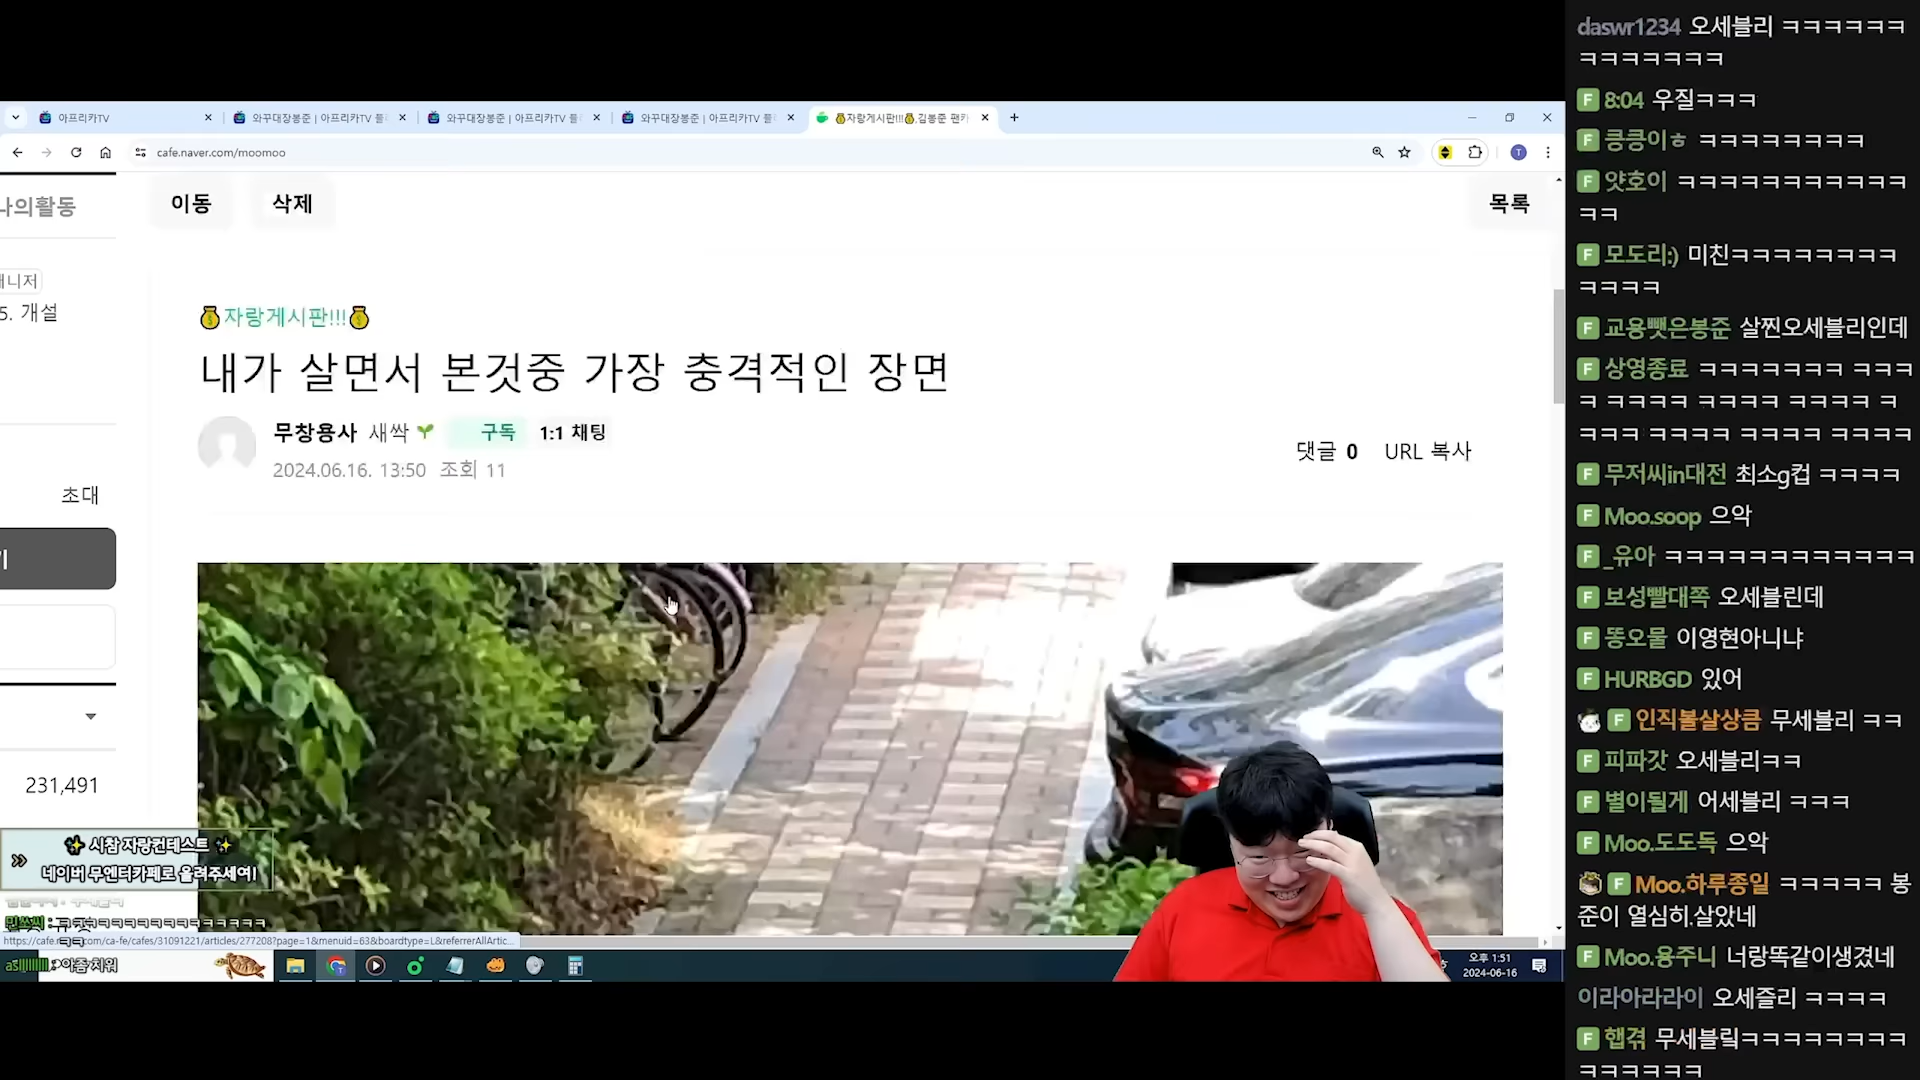 아프리카TV
와꾸대장봉준 | 아프리카TV 플
와꾸대장봉준 | 아프리카TV 플
와꾸대장봉준 | 아프리카TV 플
💰자랑게시판!!!💰,김봉준 팬카
cafe.naver.com/moomoo
T
나의활동
이동
삭제
목록
매니저
5. 개설
초대
231,491
💰자랑게시판!!!💰
내가 살면서 본것중 가장 충격적인 장면
무창용사 새싹
구독
1:1 채팅
2024.06.16. 13:50 조회 11
댓글 0
URL 복사
✨ 시참 자랑컨테스트 ✨
네이버 무엔터카페로 올려주세여!
오후 1:51
2024-06-16
daswr1234 오세블리 ㅋㅋㅋㅋㅋㅋ
ㅋㅋㅋㅋㅋㅋㅋ
F 8:04 우질ㅋㅋㅋ
F 킁킁이ㅎ ㅋㅋㅋㅋㅋㅋㅋㅋ
F 얏호이 ㅋㅋㅋㅋㅋㅋㅋㅋㅋㅋㅋ
ㅋㅋ
F 모도리:) 미친ㅋㅋㅋㅋㅋㅋㅋㅋ
ㅋㅋㅋㅋ
F 교용뺏은봉준 살찐오세블리인데
F 상영종료 ㅋㅋㅋㅋㅋㅋㅋ ㅋㅋㅋ
ㅋ ㅋㅋㅋㅋ ㅋㅋㅋㅋ ㅋㅋㅋㅋ ㅋ
ㅋㅋㅋ ㅋㅋㅋㅋ ㅋㅋㅋㅋ ㅋㅋㅋㅋ
F 무저씨in대전 최소g컵 ㅋㅋㅋㅋ
F Moo.soop 으악
F _유아 ㅋㅋㅋㅋㅋㅋㅋㅋㅋㅋㅋㅋ
F 보성빨대쪽 오세블린데
F 똥오물 이영현아니냐
F HURBGD 있어
F 인직불살상큼 무세블리 ㅋㅋ
F 피파갓 오세블리ㅋㅋ
F 별이될게 어세블리 ㅋㅋㅋ
F Moo.도도독 으악
F Moo.하루종일 ㅋㅋㅋㅋㅋ 봉
준이 열심히.살았네
F Moo.용주니 너랑똑같이생겼네
이라아라라이 오세즐리 ㅋㅋㅋㅋ
F 햅겪 무세블릭ㅋㅋㅋㅋㅋㅋㅋㅋ
ㅋㅋㅋㅋㅋㅋ